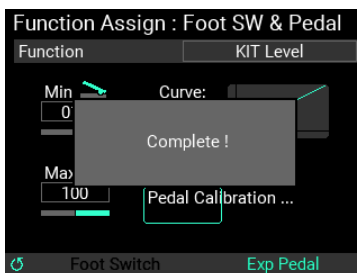 Function Assign : Foot SW & Pedal
Function KIT Level
Min Curve:
0
Complete !
Max
100 Pedal Calibration ...
Foot Switch Exp Pedal